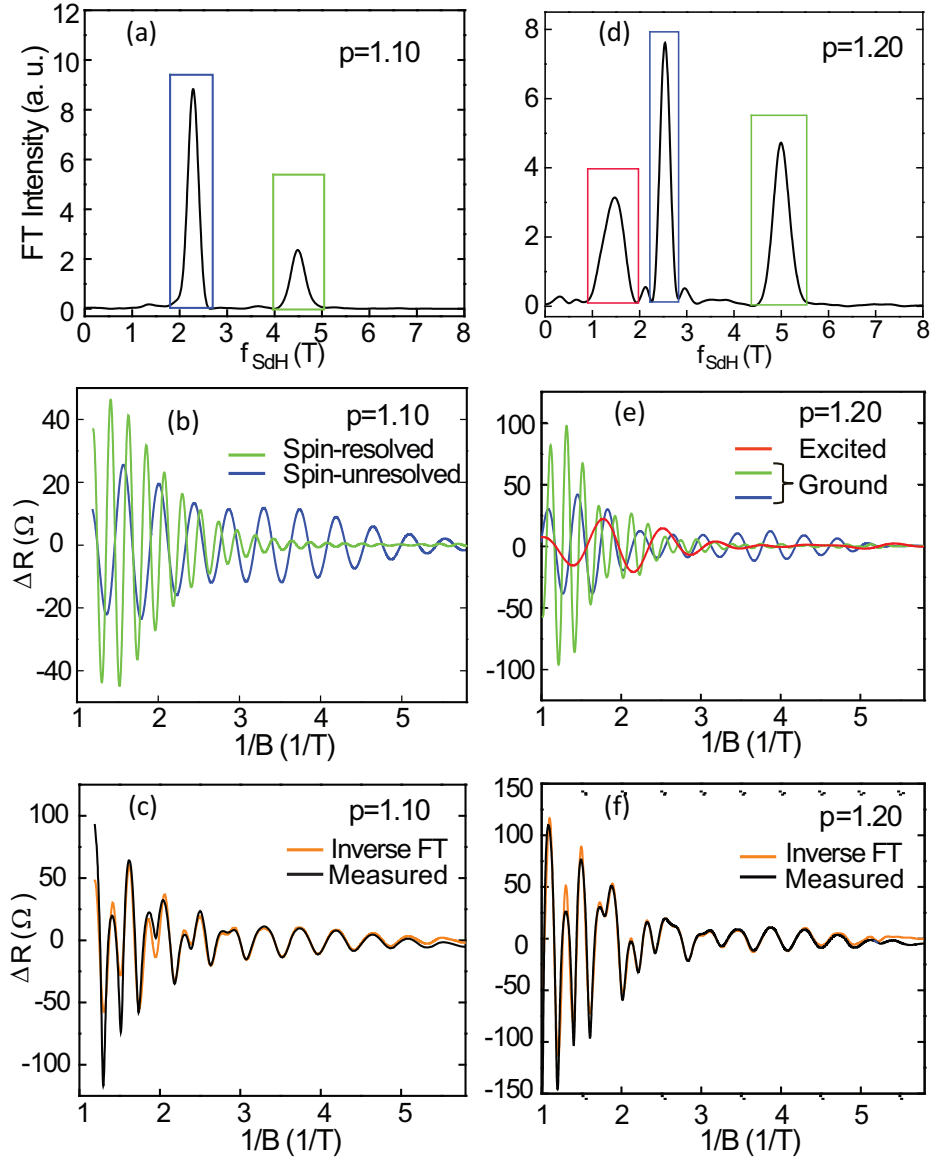 (a)
p=1.10
FT Intensity (a. u.)
12
10
8
6
4
2
0
0 1 2 3 4 5 6 7 8
f_SdH (T)
(d)
p=1.20
8
6
4
2
0
0 1 2 3 4 5 6 7 8
f_SdH (T)
(b)
p=1.10
Spin-resolved
Spin-unresolved
ΔR (Ω)
40
20
0
-20
-40
1 2 3 4 5
1/B (1/T)
(e)
p=1.20
Excited
Ground
100
50
0
-50
-100
1 2 3 4 5
1/B (1/T)
(c)
p=1.10
Inverse FT
Measured
ΔR (Ω)
100
50
0
-50
-100
1 2 3 4 5
1/B (1/T)
(f)
p=1.20
Inverse FT
Measured
150
100
50
0
-50
-100
-150
1 2 3 4 5
1/B (1/T)